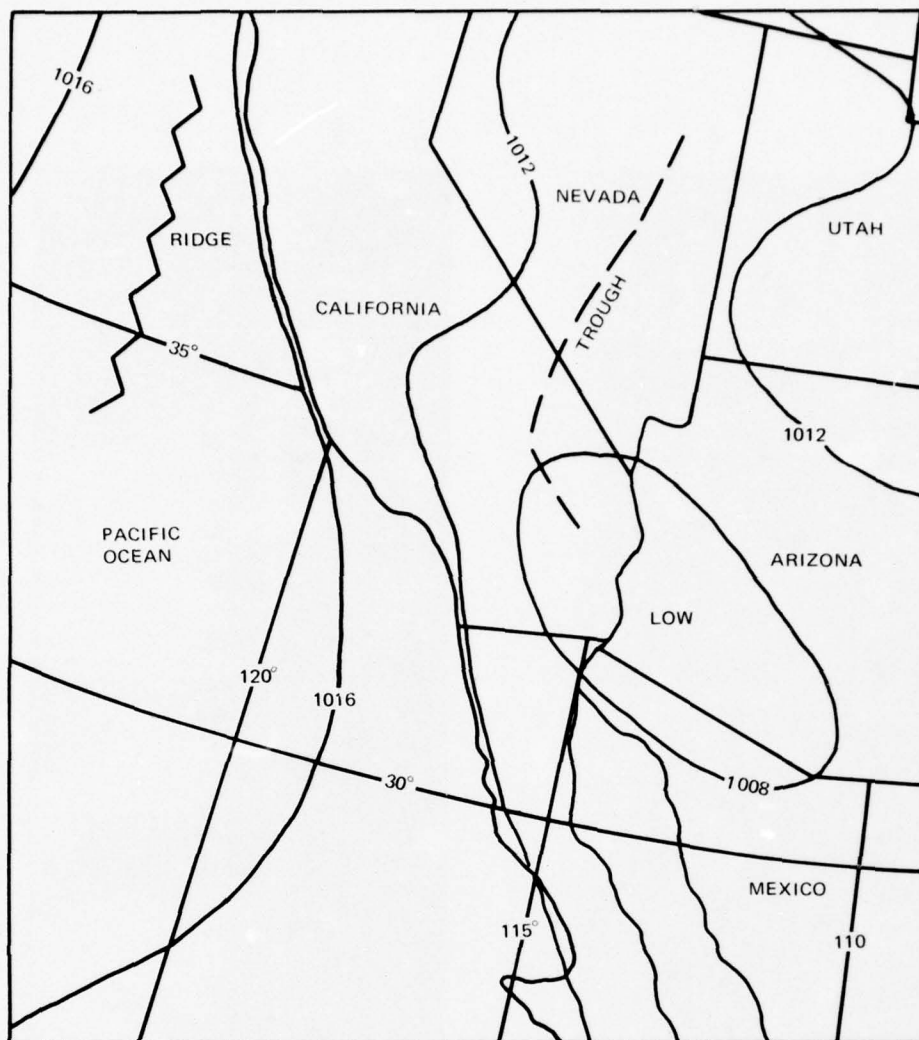 1016
1012
NEVADA
UTAH
RIDGE
CALIFORNIA
TROUGH
35°
1012
PACIFIC
OCEAN
ARIZONA
LOW
120°
1016
30°
1008
MEXICO
115°
110